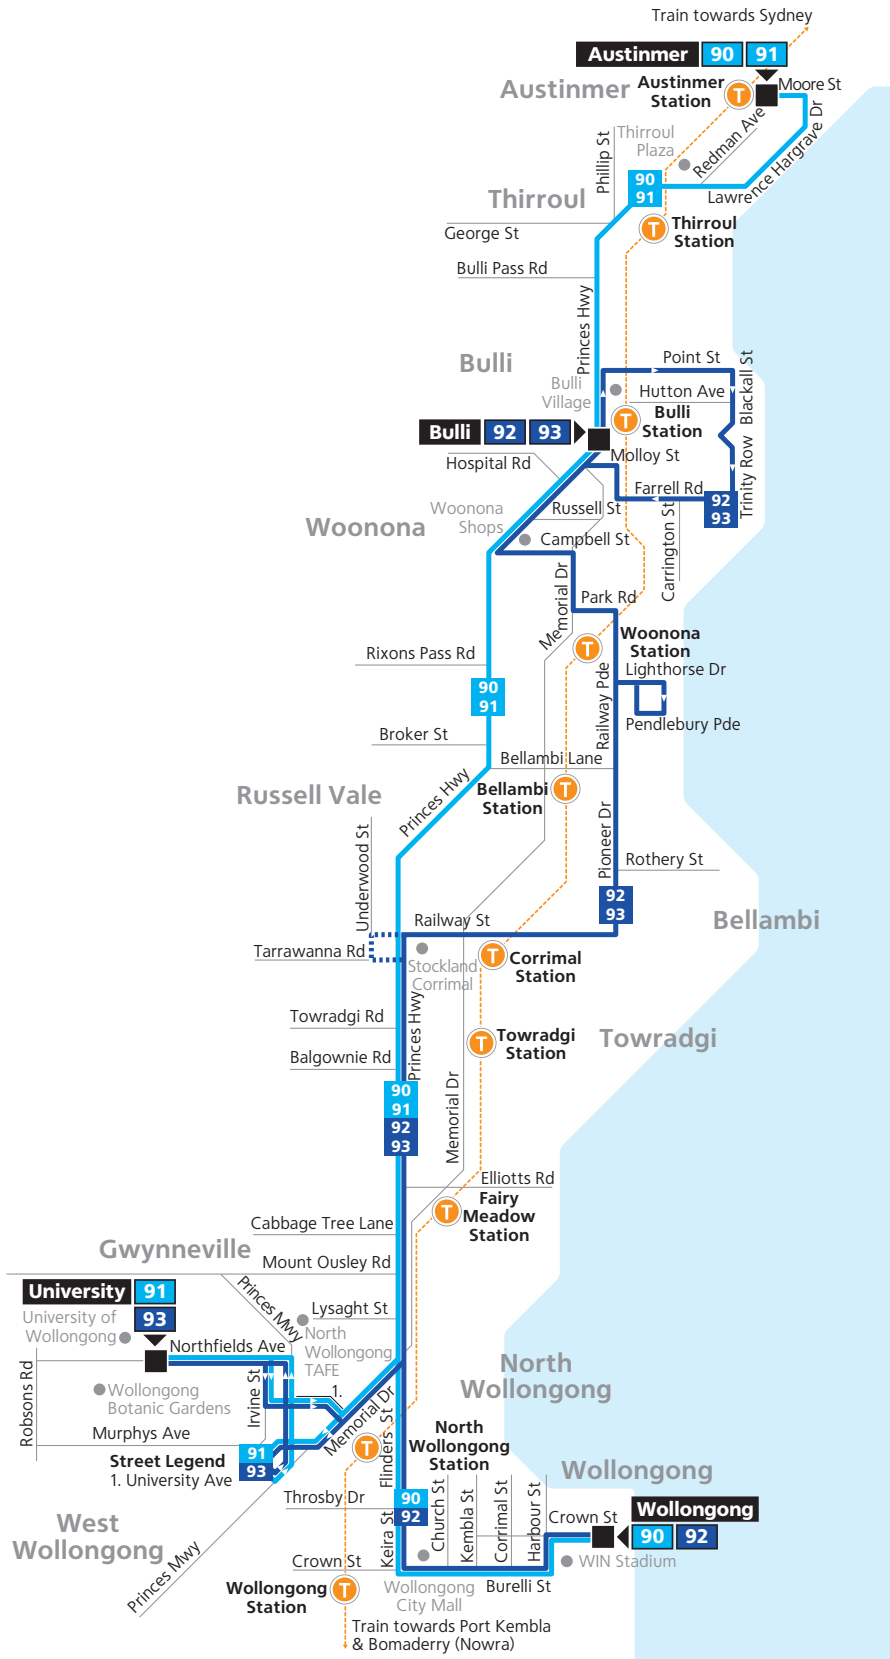 Train towards Sydney
Austinmer 90 91
Austinmer
Austinmer
Station
T
Moore St
Redman Ave
Lawrence Hargrave Dr
Thirroul
Plaza
Phillip St
90
91
Thirroul
T
Thirroul
Station
George St
Bulli Pass Rd
Princes Hwy
Bulli
Point St
Blackall St
Bulli
Village
Hutton Ave
T
Bulli
Station
Bulli 92 93
Molloy St
Hospital Rd
Trinity Row
Farrell Rd
92
93
Woonona
Shops
Russell St
Woonona
Campbell St
Carrington St
Memorial Dr
Park Rd
Woonona
Station
T
Rixons Pass Rd
Lighthorse Dr
90
91
Railway Pde
Pendlebury Pde
Broker St
Bellambi Lane
Princes Hwy
Bellambi
Station
T
Russell Vale
Underwood St
Pioneer Dr
Rothery St
92
93
Railway St
Bellambi
Tarrawanna Rd
Stockland
Corrimal
T
Corrimal
Station
Princes Hwy
Towradgi Rd
T
Towradgi
Station
Towradgi
Balgownie Rd
Memorial Dr
90
91
92
93
Elliotts Rd
T
Fairy
Meadow
Station
Cabbage Tree Lane
Gwynneville
Mount Ousley Rd
University 91
93
Princes Mwy
Lysaght St
University of
Wollongong
North
Wollongong
TAFE
Northfields Ave
North
Wollongong
Robsons Rd
Wollongong
Botanic Gardens
Irvine St
1.
Memorial Dr
Murphys Ave
Flinders St
North
Wollongong
Station
T
91
93
Street Legend
1. University Ave
Wollongong
Throsby Dr
90
92
Church St
Kembla St
Corrimal St
Harbour St
Crown St
Wollongong
90 92
West
Wollongong
Keira St
Princes Mwy
Crown St
WIN Stadium
Wollongong
Station
T
Wollongong
City Mall
Burelli St
Train towards Port Kembla
& Bomaderry (Nowra)